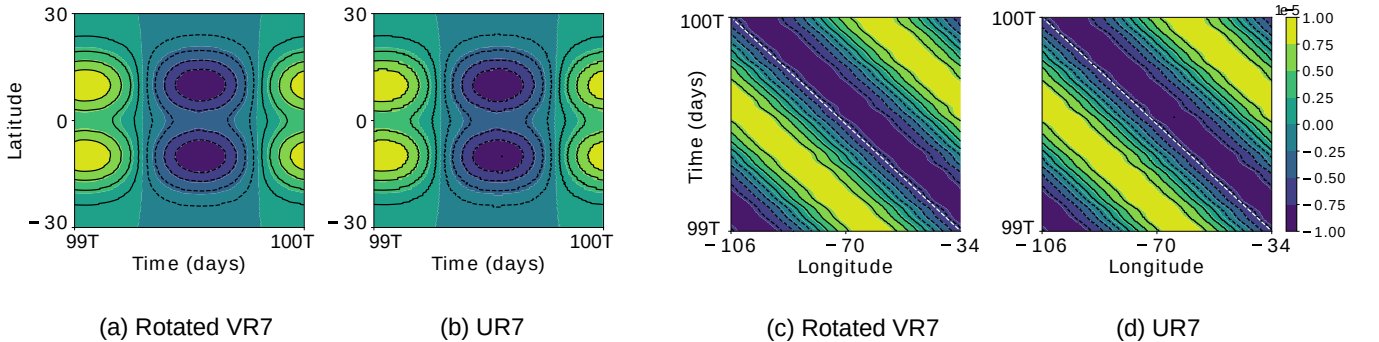 30
0
− 30
Latitude
99T
100T
Time (days)
(a) Rotated VR7
30
0
− 30
99T
100T
Time (days)
(b) UR7
100T
99T
Time (days)
− 106
− 70
− 34
Longitude
(c) Rotated VR7
100T
99T
− 106
− 70
− 34
Longitude
(d) UR7
1e−5
1.00
0.75
0.50
0.25
0.00
− 0.25
− 0.50
− 0.75
− 1.00